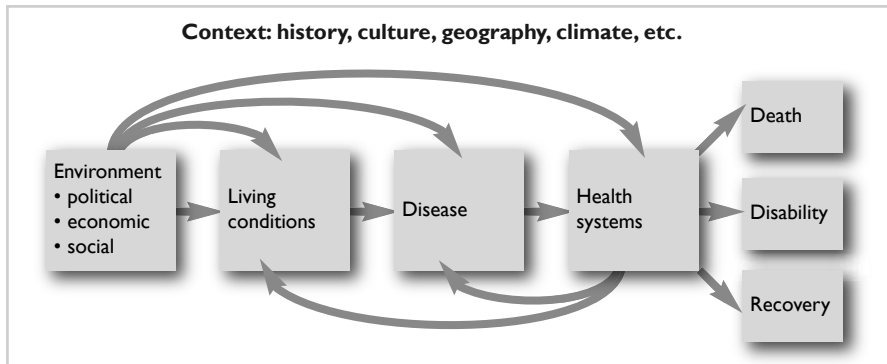 Context: history, culture, geography, climate, etc.
Environment
• political
• economic
• social
Living
conditions
Disease
Health
systems
Death
Disability
Recovery